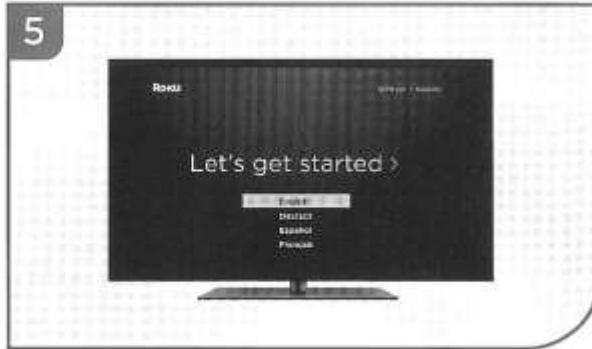 5
Roku
Let's get started >
English
Deutsch
Español
Français